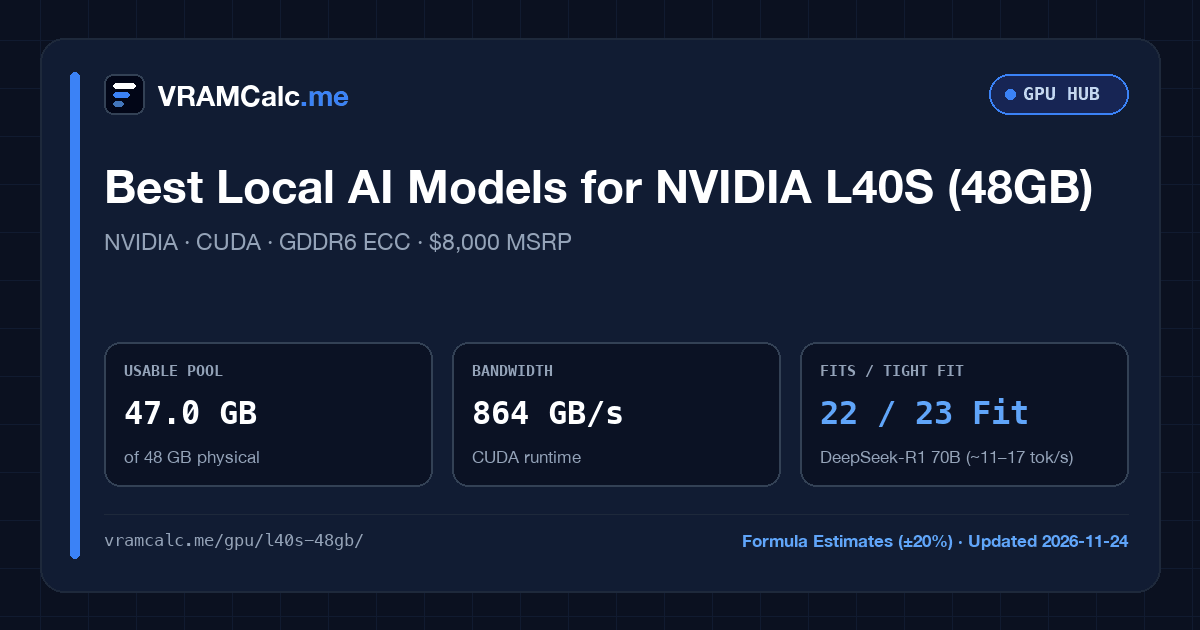 VRAMCalc.me
GPU HUB
Best Local AI Models for NVIDIA L40S (48GB)
NVIDIA · CUDA · GDDR6 ECC · $8,000 MSRP
USABLE POOL
47.0 GB
of 48 GB physical
BANDWIDTH
864 GB/s
CUDA runtime
FITS / TIGHT FIT
22 / 23 Fit
DeepSeek-R1 70B (~11–17 tok/s)
vramcalc.me/gpu/l40s-48gb/
Formula Estimates (±20%) · Updated 2026-11-24